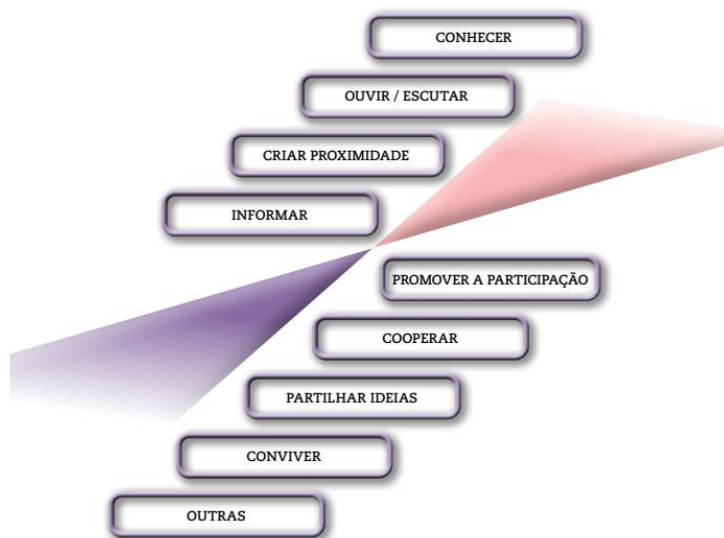 CONHECER
OUVIR / ESCUTAR
CRIAR PROXIMIDADE
INFORMAR
PROMOVER A PARTICIPAÇÃO
COOPERAR
PARTILHAR IDEIAS
CONVIVER
OUTRAS